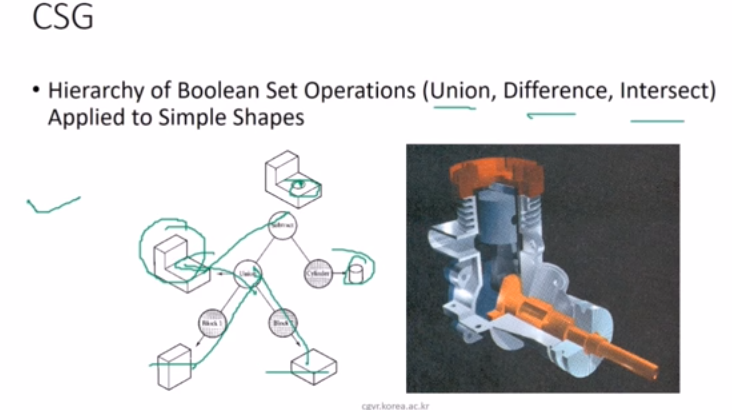 CSG
• Hierarchy of Boolean Set Operations (Union, Difference, Intersect)
Applied to Simple Shapes
Subtract
Union
Cylinder
Block 1
Block
cgvr.korea.ac.kr